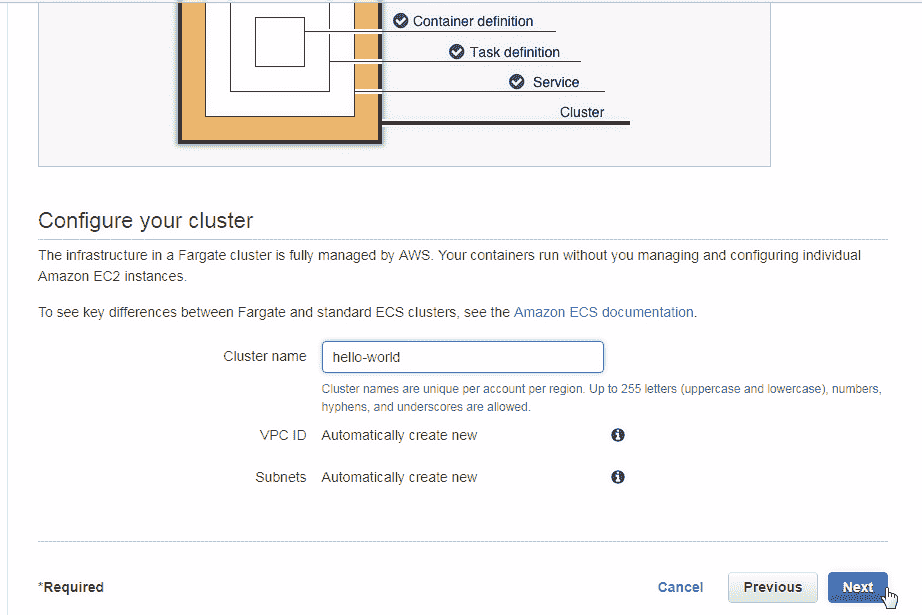 Container definition
Task definition
Service
Cluster
Configure your cluster
The infrastructure in a Fargate cluster is fully managed by AWS. Your containers run without you managing and configuring individual
Amazon EC2 instances.
To see key differences between Fargate and standard ECS clusters, see the Amazon ECS documentation.
Cluster name hello-world
Cluster names are unique per account per region. Up to 255 letters (uppercase and lowercase), numbers,
hyphens, and underscores are allowed.
VPC ID Automatically create new
Subnets Automatically create new
*Required Cancel Previous Next